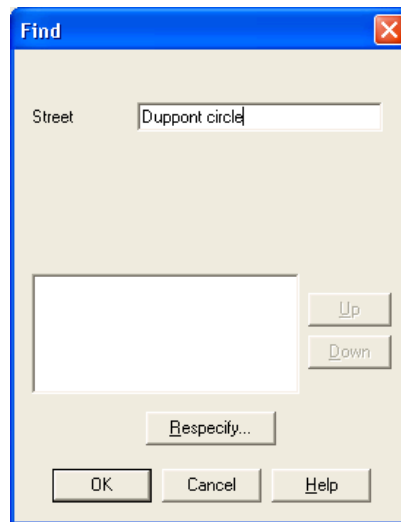 Find
Street Duppont circle
Up
Down
Respecify...
OK Cancel Help